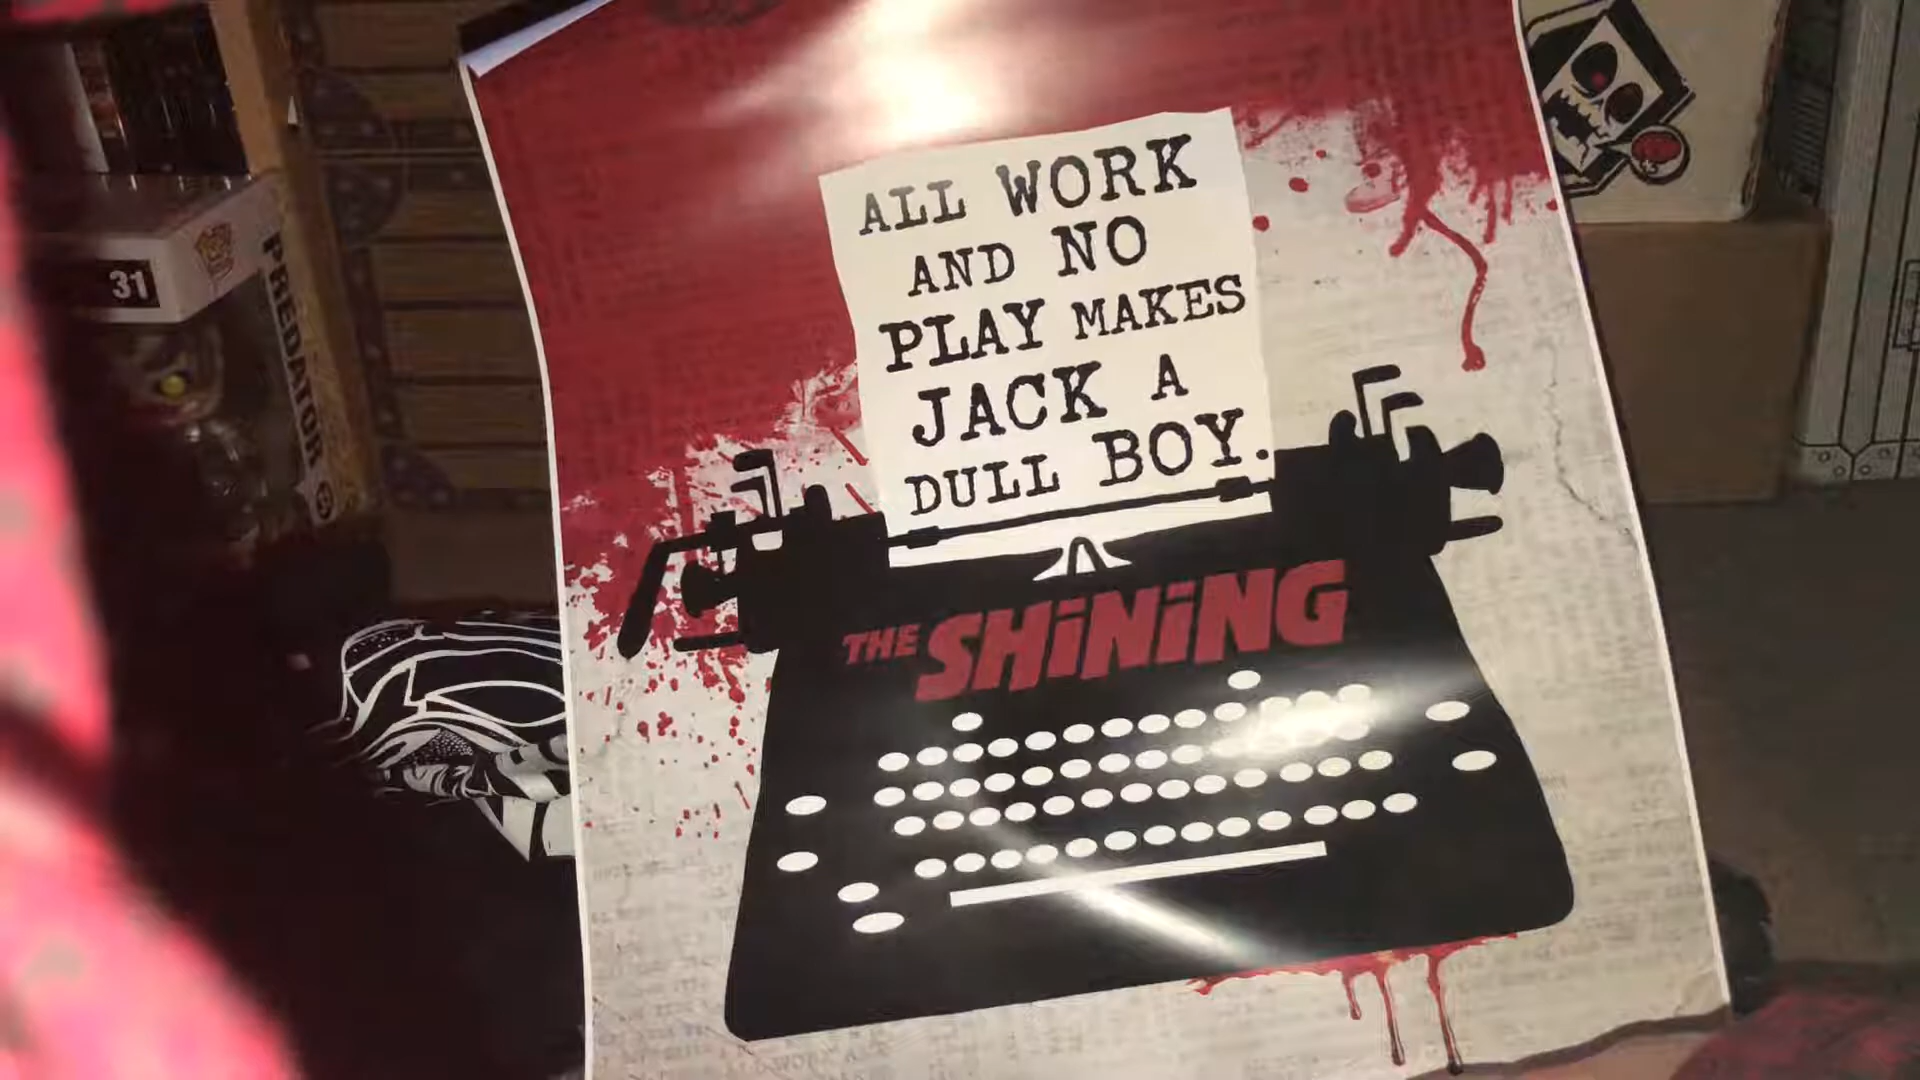 ALL WORK
AND NO
PLAY MAKES
JACK A
DULL BOY.
THE SHiNiNG
31
PREDATOR